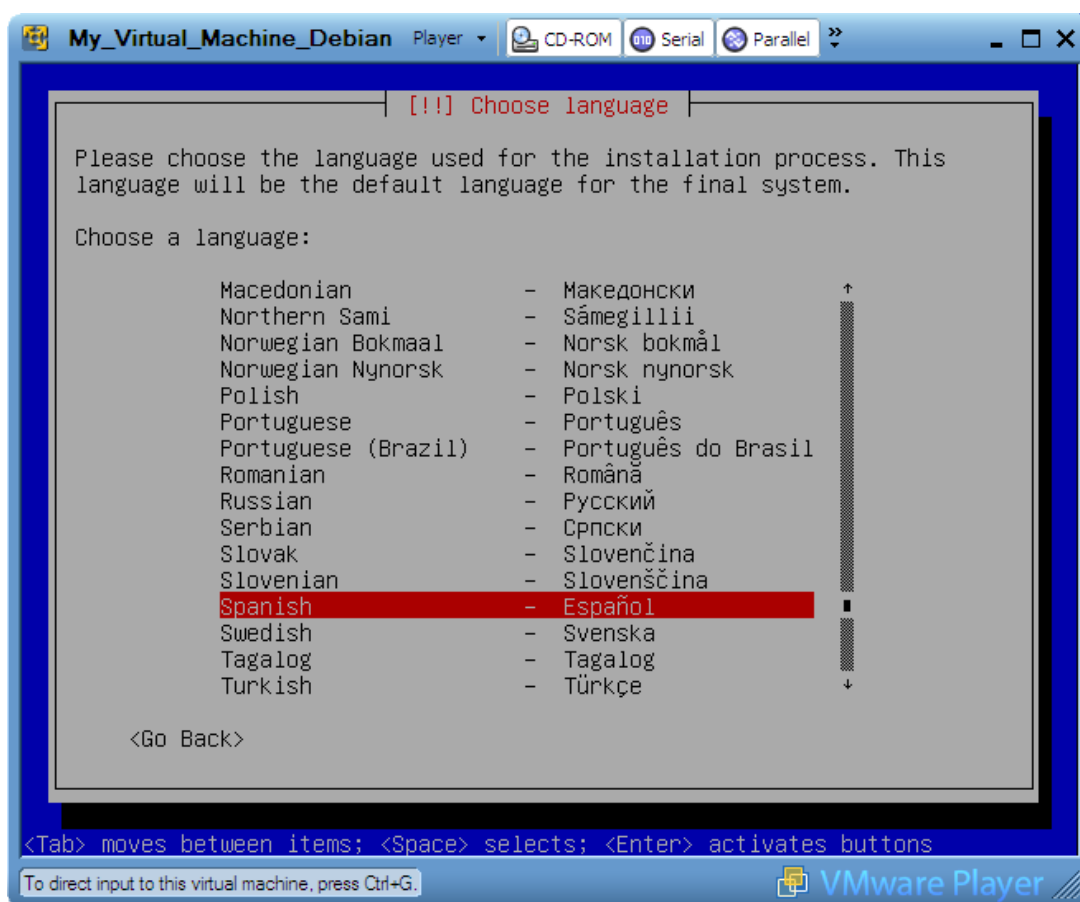 My_Virtual_Machine_Debian Player CD-ROM Serial Parallel
[!!] Choose language
Please choose the language used for the installation process. This
language will be the default language for the final system.
Choose a language:
Macedonian - Македонски
Northern Sami - Sámegillii
Norwegian Bokmaal - Norsk bokmål
Norwegian Nynorsk - Norsk nynorsk
Polish - Polski
Portuguese - Português
Portuguese (Brazil) - Português do Brasil
Romanian - Română
Russian - Русский
Serbian - Српски
Slovak - Slovenčina
Slovenian - Slovenščina
Spanish - Español
Swedish - Svenska
Tagalog - Tagalog
Turkish - Türkçe
<Go Back>
<Tab> moves between items; <Space> selects; <Enter> activates buttons
To direct input to this virtual machine, press Ctrl+G.
VMware Player